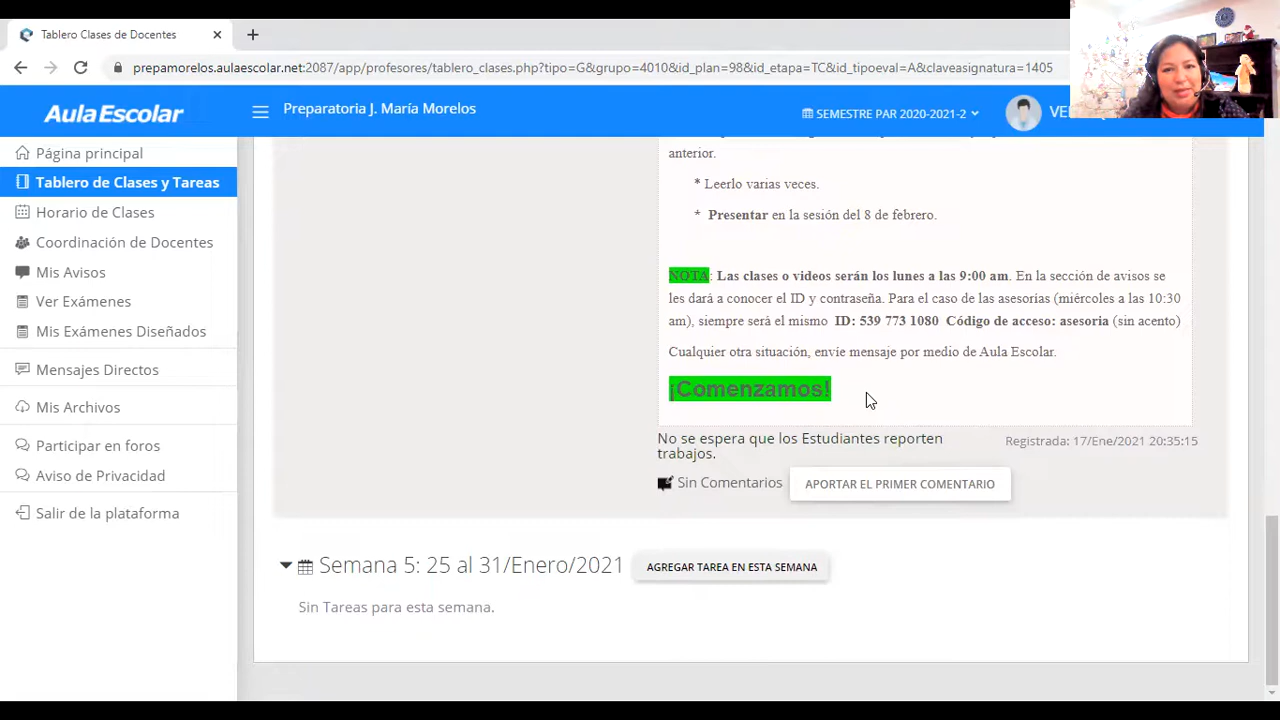 Tablero Clases de Docentes
prepamorelos.aulaescolar.net:2087/app/profesores/tablero_clases.php?tipo=G&grupo=4010&id_plan=98&id_etapa=TC&id_tipoeval=A&claveasignatura=1405
AulaEscolar
Preparatoria J. María Morelos
SEMESTRE PAR 2020-2021-2
Página principal
Tablero de Clases y Tareas
Horario de Clases
Coordinación de Docentes
Mis Avisos
Ver Exámenes
Mis Exámenes Diseñados
Mensajes Directos
Mis Archivos
Participar en foros
Aviso de Privacidad
Salir de la plataforma
anterior.
* Leerlo varias veces.
* Presentar en la sesión del 8 de febrero.
NOTA: Las clases o videos serán los lunes a las 9:00 am. En la sección de avisos se
les dará a conocer el ID y contraseña. Para el caso de las asesorías (miércoles a las 10:30
am), siempre será el mismo ID: 539 773 1080 Código de acceso: asesoria (sin acento)
Cualquier otra situación, envíe mensaje por medio de Aula Escolar.
¡Comenzamos!
No se espera que los Estudiantes reporten
trabajos.
Registrada: 17/Ene/2021 20:35:15
Sin Comentarios
APORTAR EL PRIMER COMENTARIO
Semana 5: 25 al 31/Enero/2021
AGREGAR TAREA EN ESTA SEMANA
Sin Tareas para esta semana.